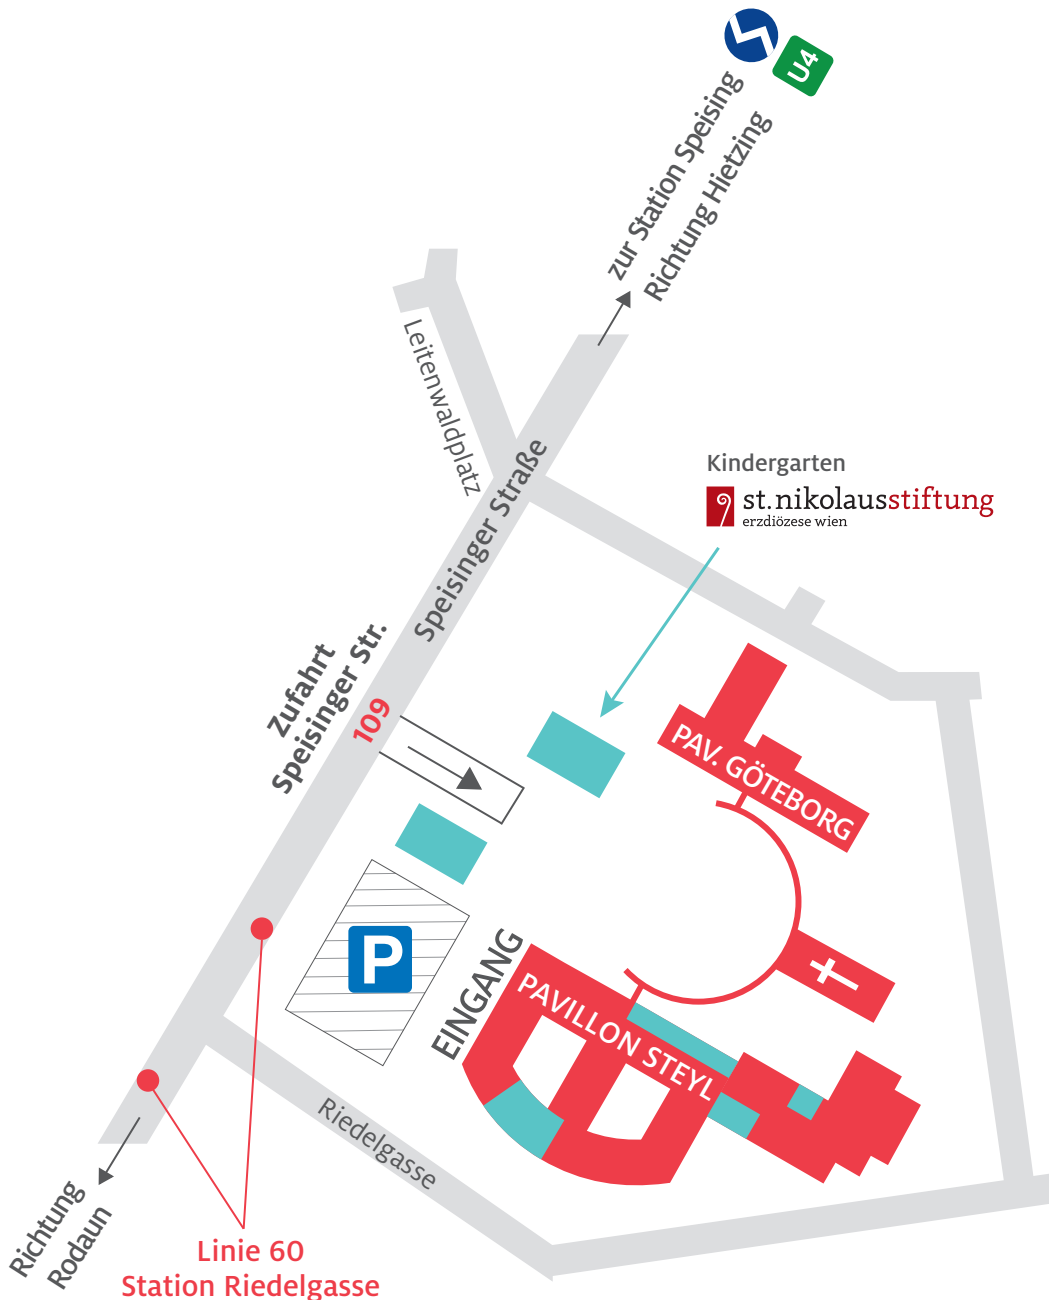 U4
zur Station Speising
Richtung Hietzing
Leitenwaldplatz
Speisinger Straße
Kindergarten
st. nikolausstiftung
erzdiözese wien
Zufahrt
Speisinger Str.
109
PAV. GÖTEBORG
P
EINGANG
PAVILLON STEYL
Riedelgasse
Richtung
Rodaun
Linie 60
Station Riedelgasse